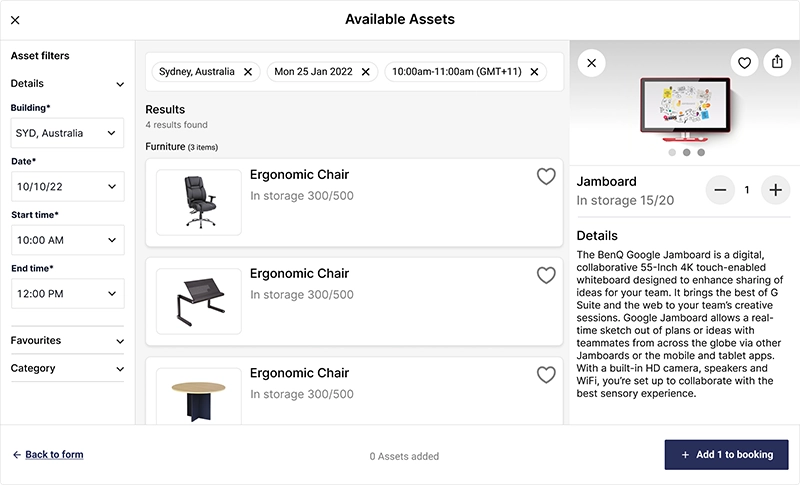 Available Assets
Asset filters
Details
Building*
SYD, Australia
Date*
10/10/22
Start time*
10:00 AM
End time*
12:00 PM
Favourites
Category
Sydney, Australia
Mon 25 Jan 2022
10:00am-11:00am (GMT+11)
Results
4 results found
Furniture (3 items)
Ergonomic Chair
In storage 300/500
Ergonomic Chair
In storage 300/500
Ergonomic Chair
In storage 300/500
Jamboard
In storage 15/20
1
Details
The BenQ Google Jamboard is a digital,
collaborative 55-Inch 4K touch-enabled
whiteboard designed to enhance sharing of
ideas for your team. It brings the best of G
Suite and the web to your team's creative
sessions. Google Jamboard allows a real-
time sketch out of plans or ideas with
teammates from across the globe via other
Jamboards or the mobile and tablet apps.
With a built-in HD camera, speakers and
WiFi, you're set up to collaborate with the
best sensory experience.
Back to form
0 Assets added
Add 1 to booking